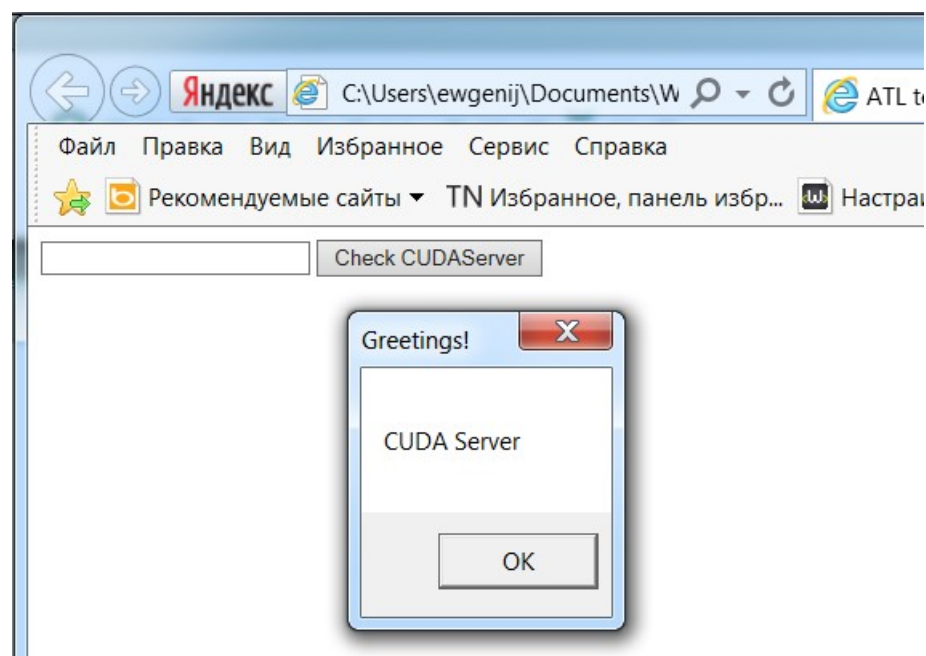 Яндекс C:\Users\ewgenij\Documents\W ATL t
Файл Правка Вид Избранное Сервис Справка
Рекомендуемые сайты TN Избранное, панель избр... Настраи
Check CUDAServer
Greetings!
CUDA Server
OK